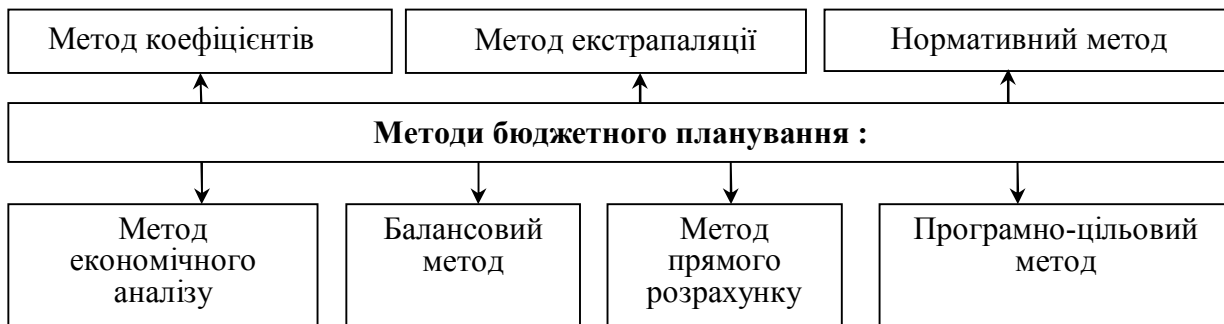 Метод коефіцієнтів
Метод екстрапаляції
Нормативний метод
Методи бюджетного планування :
Метод
економічного
аналізу
Балансовий
метод
Метод
прямого
розрахунку
Програмно-цільовий
метод